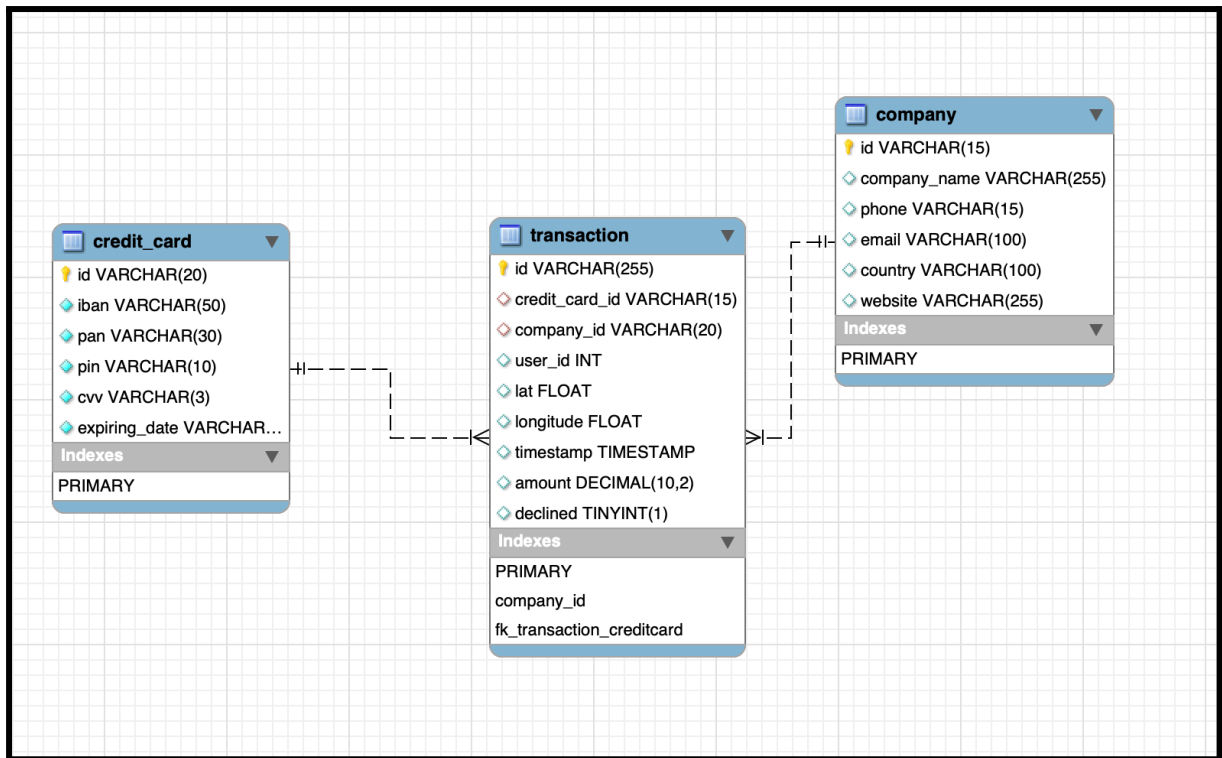 credit_card
id VARCHAR(20)
iban VARCHAR(50)
pan VARCHAR(30)
pin VARCHAR(10)
cvv VARCHAR(3)
expiring_date VARCHAR...
Indexes
PRIMARY
transaction
id VARCHAR(255)
credit_card_id VARCHAR(15)
company_id VARCHAR(20)
user_id INT
lat FLOAT
longitude FLOAT
timestamp TIMESTAMP
amount DECIMAL(10,2)
declined TINYINT(1)
Indexes
PRIMARY
company_id
fk_transaction_creditcard
company
id VARCHAR(15)
company_name VARCHAR(255)
phone VARCHAR(15)
email VARCHAR(100)
country VARCHAR(100)
website VARCHAR(255)
Indexes
PRIMARY